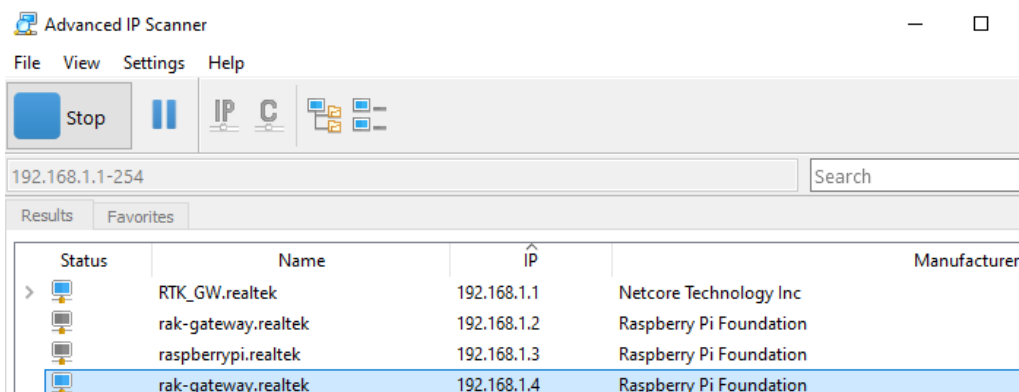 Advanced IP Scanner
File View Settings Help
Stop IP C
192.168.1.1-254 Search
Results Favorites
Status Name IP Manufacturer
RTK_GW.realtek 192.168.1.1 Netcore Technology Inc
rak-gateway.realtek 192.168.1.2 Raspberry Pi Foundation
raspberrypi.realtek 192.168.1.3 Raspberry Pi Foundation
rak-gateway.realtek 192.168.1.4 Raspberry Pi Foundation